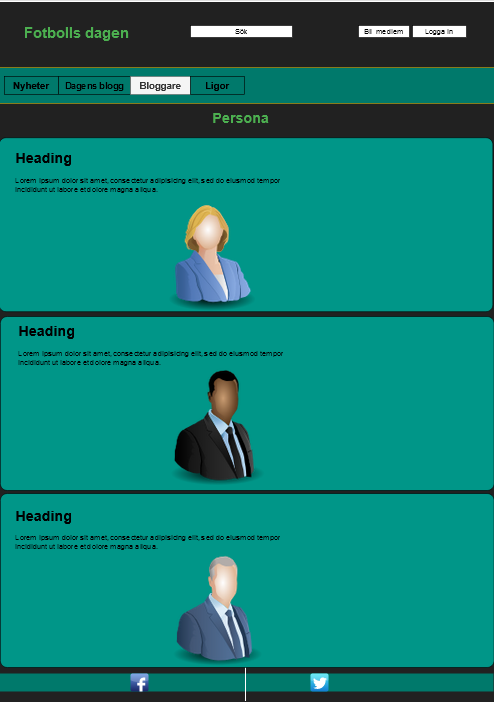 Fotbolls dagen
Sök
Bli medlem
Logga in
Nyheter
Dagens blogg
Bloggare
Ligor
Persona
Heading
Lorem ipsum dolor sit amet, consectetur adipisicing elit, sed do eiusmod tempor
incididunt ut labore et dolore magna aliqua.
Heading
Lorem ipsum dolor sit amet, consectetur adipisicing elit, sed do eiusmod tempor
incididunt ut labore et dolore magna aliqua.
Heading
Lorem ipsum dolor sit amet, consectetur adipisicing elit, sed do eiusmod tempor
incididunt ut labore et dolore magna aliqua.